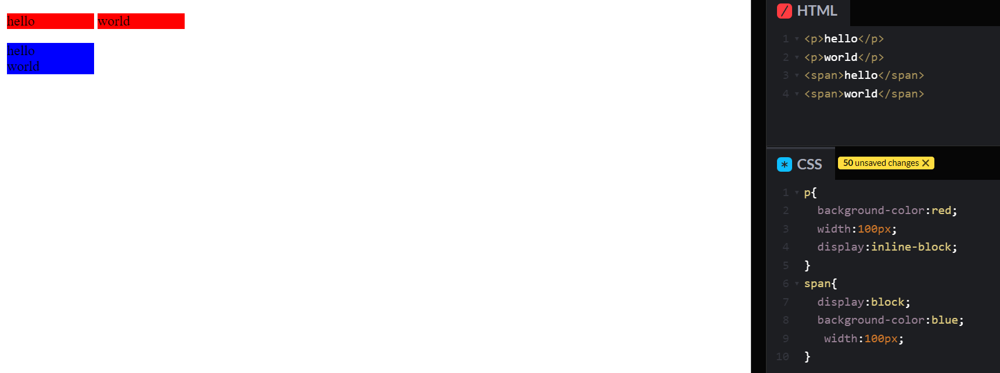 hello world
hello
world
HTML
1 <p>hello</p>
2 <p>world</p>
3 <span>hello</span>
4 <span>world</span>
* CSS 50 unsaved changes ✕
1 p{
2 background-color:red;
3 width:100px;
4 display:inline-block;
5 }
6 span{
7 display:block;
8 background-color:blue;
9 width:100px;
10 }